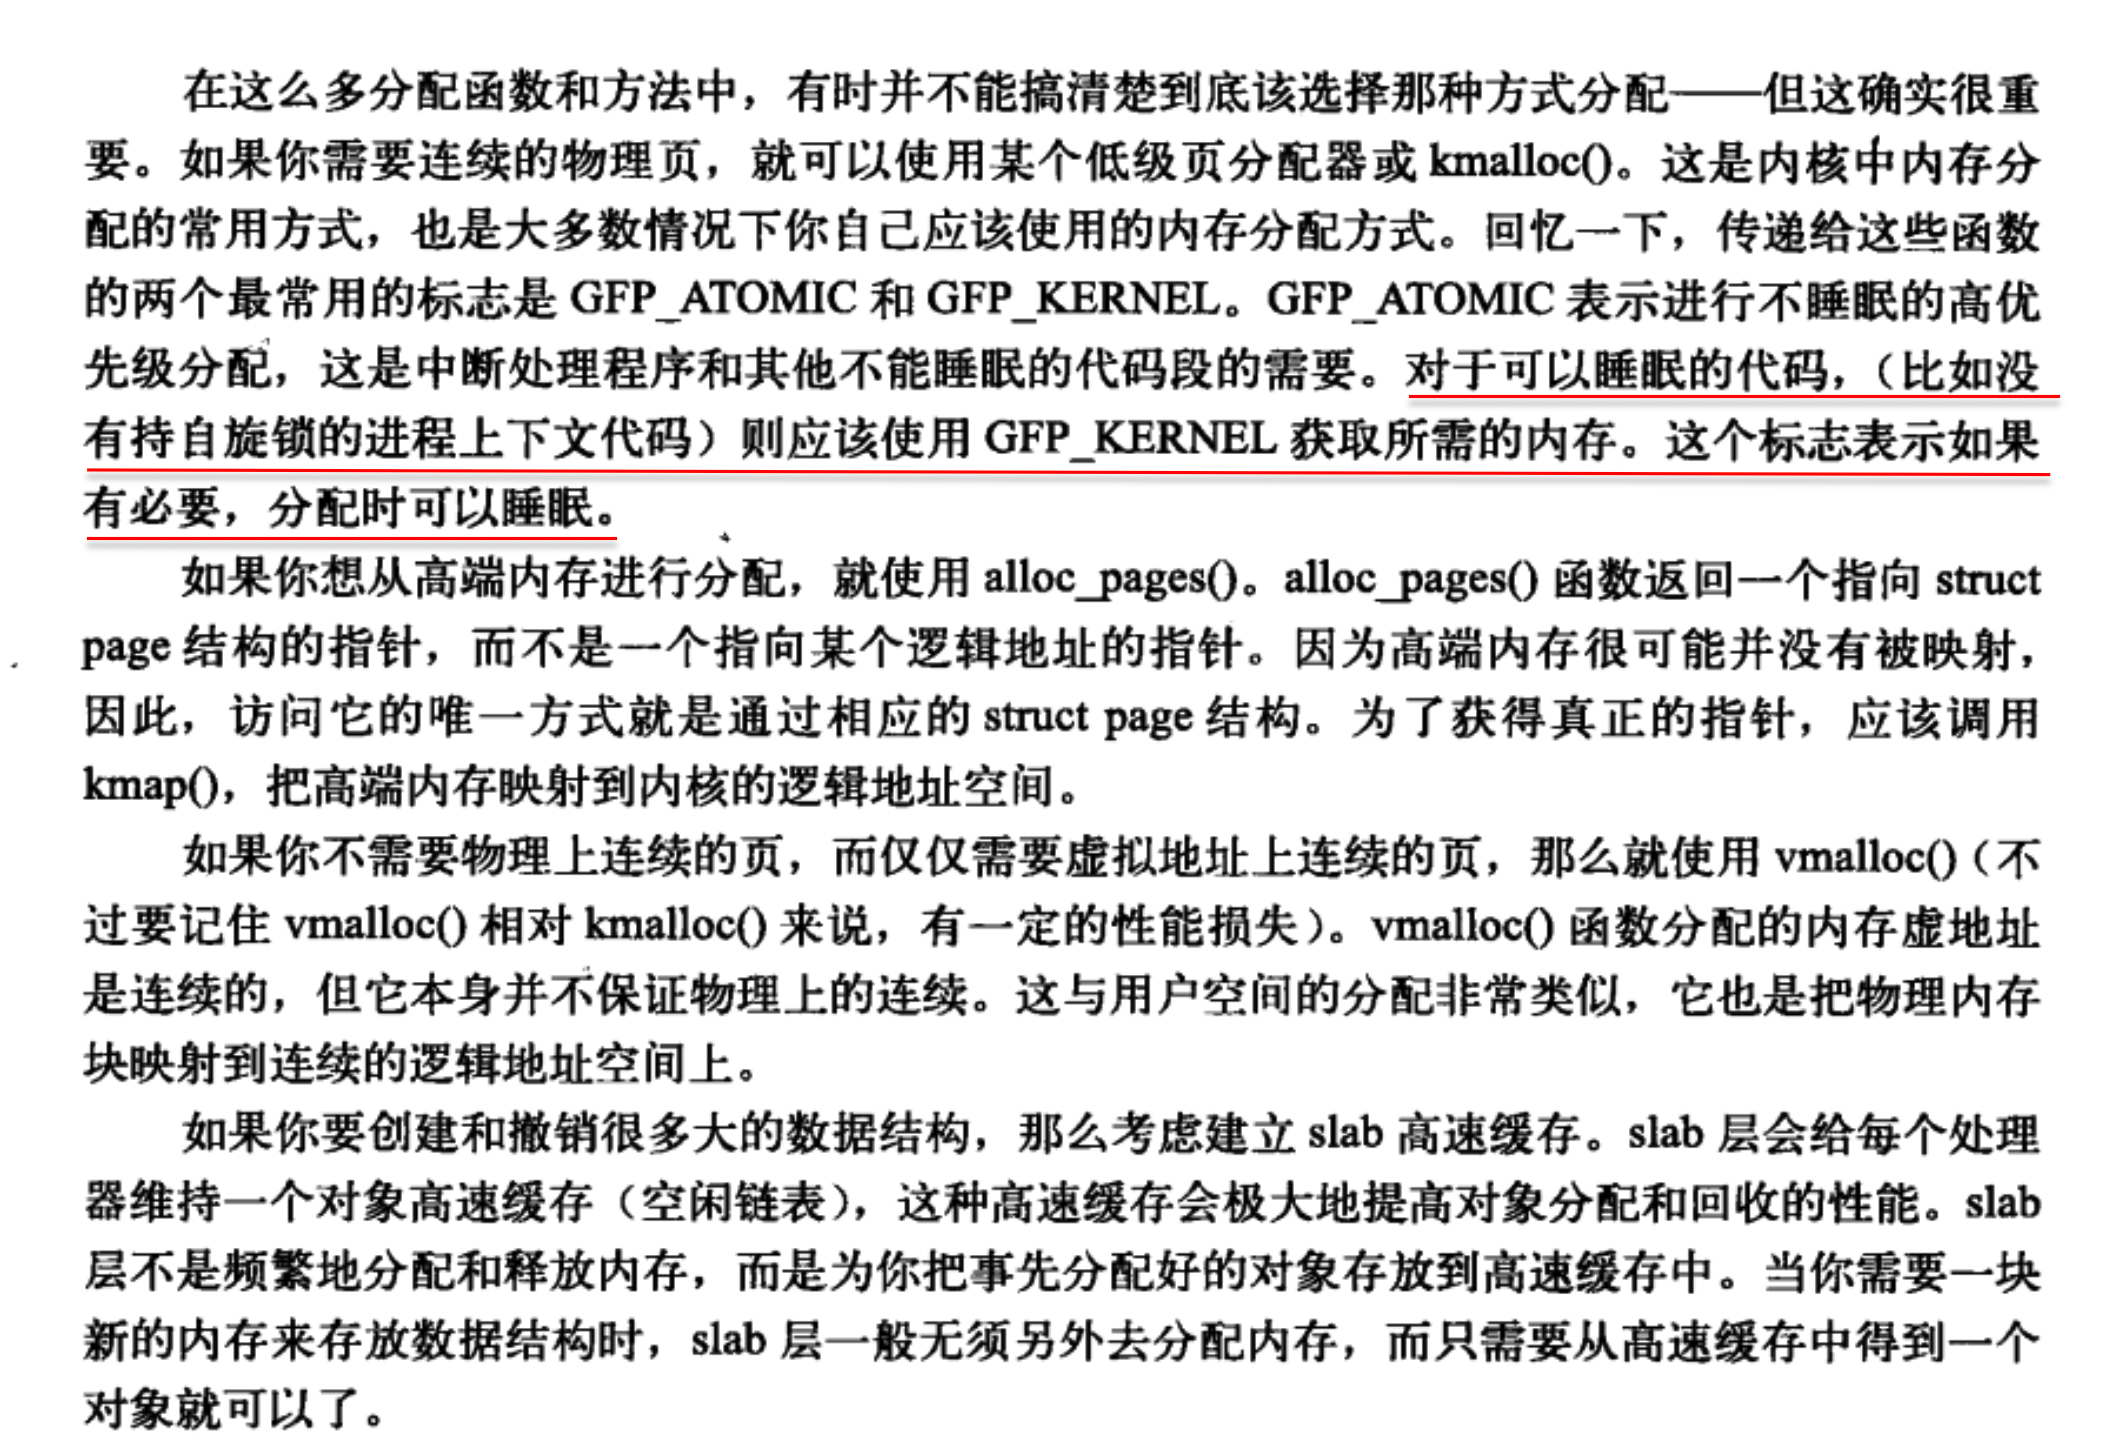 在这么多分配函数和方法中，有时并不能搞清楚到底该选择那种方式分配——但这确实很重
要。如果你需要连续的物理页，就可以使用某个低级页分配器或 kmalloc()。这是内核中内存分
配的常用方式，也是大多数情况下你自己应该使用的内存分配方式。回忆一下，传递给这些函数
的两个最常用的标志是 GFP_ATOMIC 和 GFP_KERNEL。GFP_ATOMIC 表示进行不睡眠的高优
先级分配，这是中断处理程序和其他不能睡眠的代码段的需要。对于可以睡眠的代码，（比如没
有持自旋锁的进程上下文代码）则应该使用 GFP_KERNEL 获取所需的内存。这个标志表示如果
有必要，分配时可以睡眠。
如果你想从高端内存进行分配，就使用 alloc_pages()。alloc_pages() 函数返回一个指向 struct
page 结构的指针，而不是一个指向某个逻辑地址的指针。因为高端内存很可能并没有被映射，
因此，访问它的唯一方式就是通过相应的 struct page 结构。为了获得真正的指针，应该调用
kmap()，把高端内存映射到内核的逻辑地址空间。
如果你不需要物理上连续的页，而仅仅需要虚拟地址上连续的页，那么就使用 vmalloc()（不
过要记住 vmalloc() 相对 kmalloc() 来说，有一定的性能损失）。vmalloc() 函数分配的内存虚地址
是连续的，但它本身并不保证物理上的连续。这与用户空间的分配非常类似，它也是把物理内存
块映射到连续的逻辑地址空间上。
如果你要创建和撤销很多大的数据结构，那么考虑建立 slab 高速缓存。slab 层会给每个处理
器维持一个对象高速缓存（空闲链表），这种高速缓存会极大地提高对象分配和回收的性能。slab
层不是频繁地分配和释放内存，而是为你把事先分配好的对象存放到高速缓存中。当你需要一块
新的内存来存放数据结构时，slab 层一般无须另外去分配内存，而只需要从高速缓存中得到一个
对象就可以了。